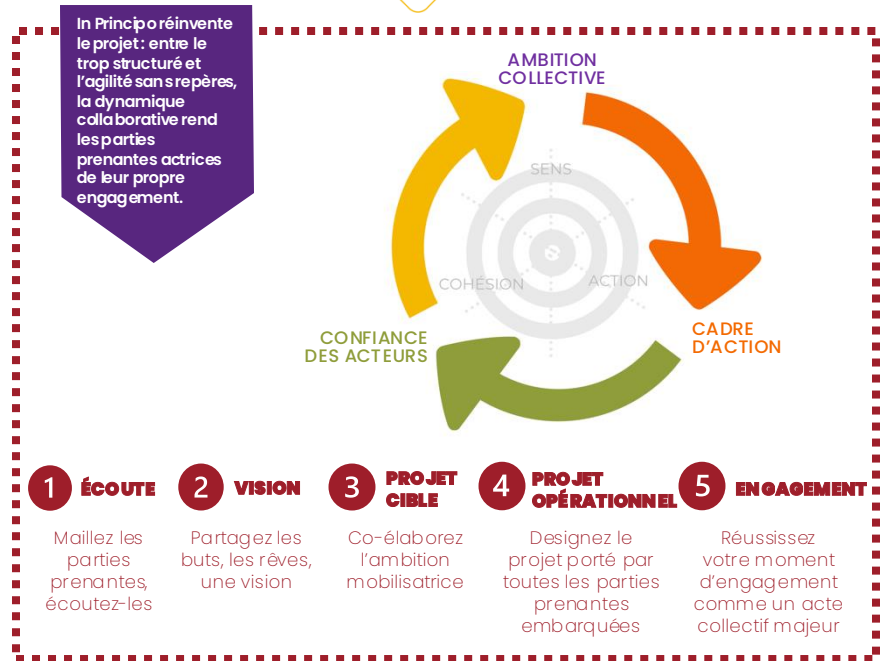 In Principo réinvente
le projet : entre le
trop structuré et
l'agilité sans repères,
la dynamique
collaborative rend
les parties
prenantes actrices
de leur propre
engagement.
AMBITION
COLLECTIVE
SENS
COHÉSION
ACTION
CADRE
D'ACTION
CONFIANCE
DES ACTEURS
1 ÉCOUTE
Maillez les
parties
prenantes,
écoutez-les
2 VISION
Partagez les
buts, les rêves,
une vision
3 PROJET
CIBLE
Co-élaborez
l'ambition
mobilisatrice
4 PROJET
OPÉRATIONNEL
Designez le
projet porté par
toutes les parties
prenantes
embarquées
5 ENGAGEMENT
Réussissez
votre moment
d'engagement
comme un acte
collectif majeur